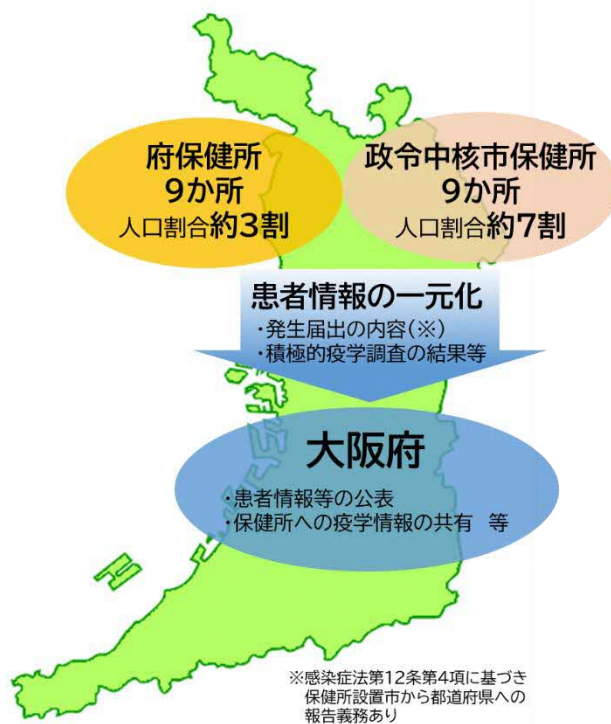 府保健所
9か所
人口割合約3割
政令中核市保健所
9か所
人口割合約7割
患者情報の一元化
・発生届出の内容(※)
・積極的疫学調査の結果等
大阪府
・患者情報等の公表
・保健所への疫学情報の共有 等
※感染症法第12条第4項に基づき
保健所設置市から都道府県への
報告義務あり